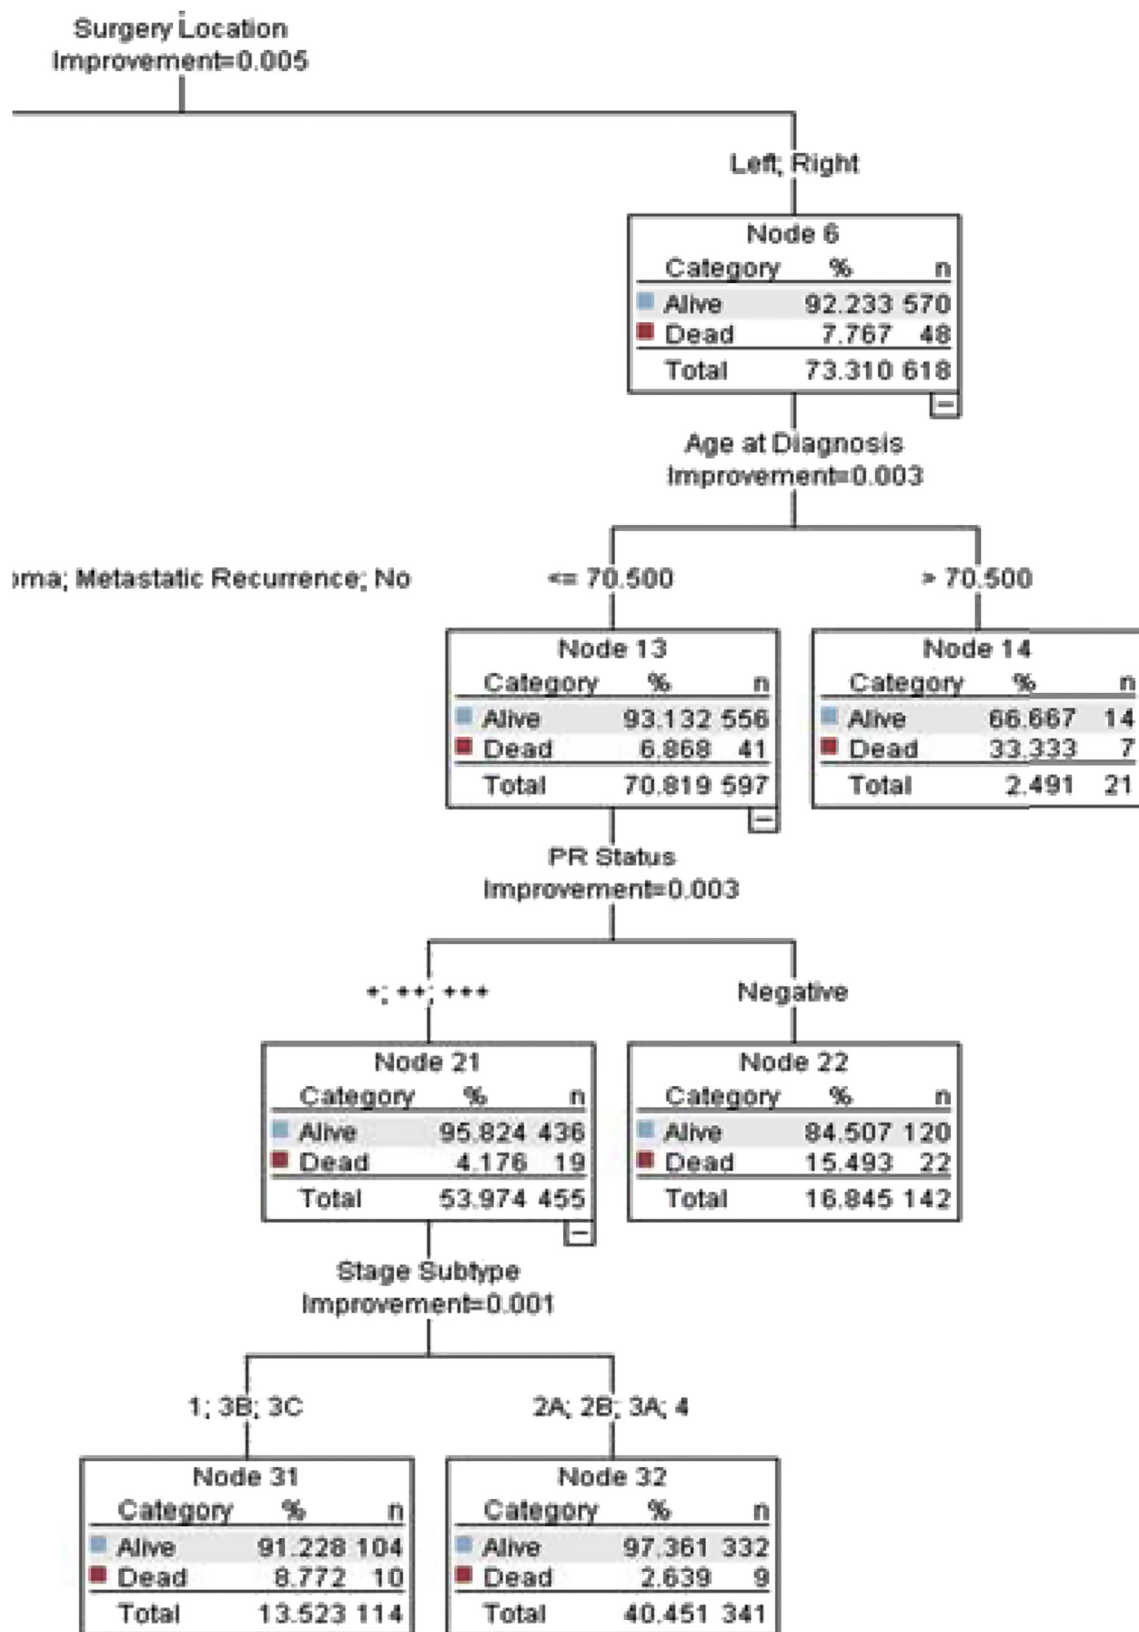 Surgery Location
Improvement=0.005
Left; Right
Node 6
Category % n
Alive 92.233 570
Dead 7.767 48
Total 73.310 618
Age at Diagnosis
Improvement=0.003
oma; Metastatic Recurrence; No
<= 70.500
> 70.500
Node 13
Category % n
Alive 93.132 556
Dead 6.868 41
Total 70.819 597
Node 14
Category % n
Alive 66.667 14
Dead 33.333 7
Total 2.491 21
PR Status
Improvement=0.003
+; ++; +++
Negative
Node 21
Category % n
Alive 95.824 436
Dead 4.176 19
Total 53.974 455
Node 22
Category % n
Alive 84.507 120
Dead 15.493 22
Total 16.845 142
Stage Subtype
Improvement=0.001
1; 3B; 3C
2A; 2B; 3A; 4
Node 31
Category % n
Alive 91.228 104
Dead 8.772 10
Total 13.523 114
Node 32
Category % n
Alive 97.361 332
Dead 2.639 9
Total 40.451 341